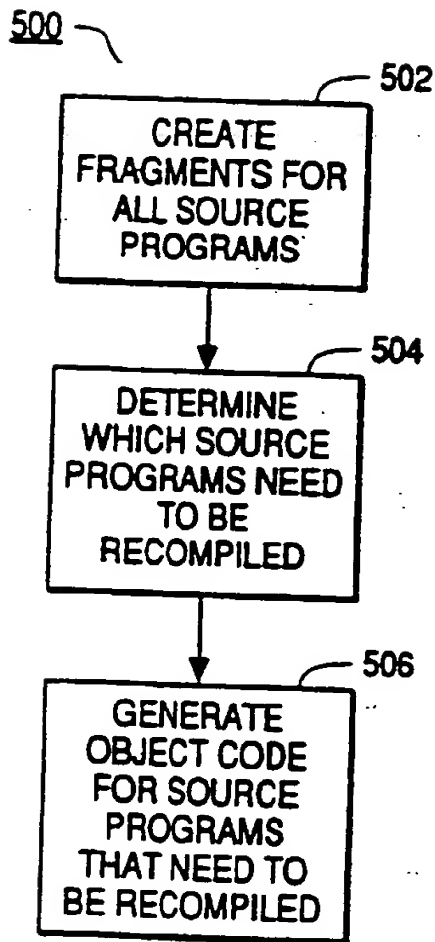 500
502
CREATE
FRAGMENTS FOR
ALL SOURCE
PROGRAMS
504
DETERMINE
WHICH SOURCE
PROGRAMS NEED
TO BE
RECOMPILED
506
GENERATE
OBJECT CODE
FOR SOURCE
PROGRAMS
THAT NEED TO
BE RECOMPILED